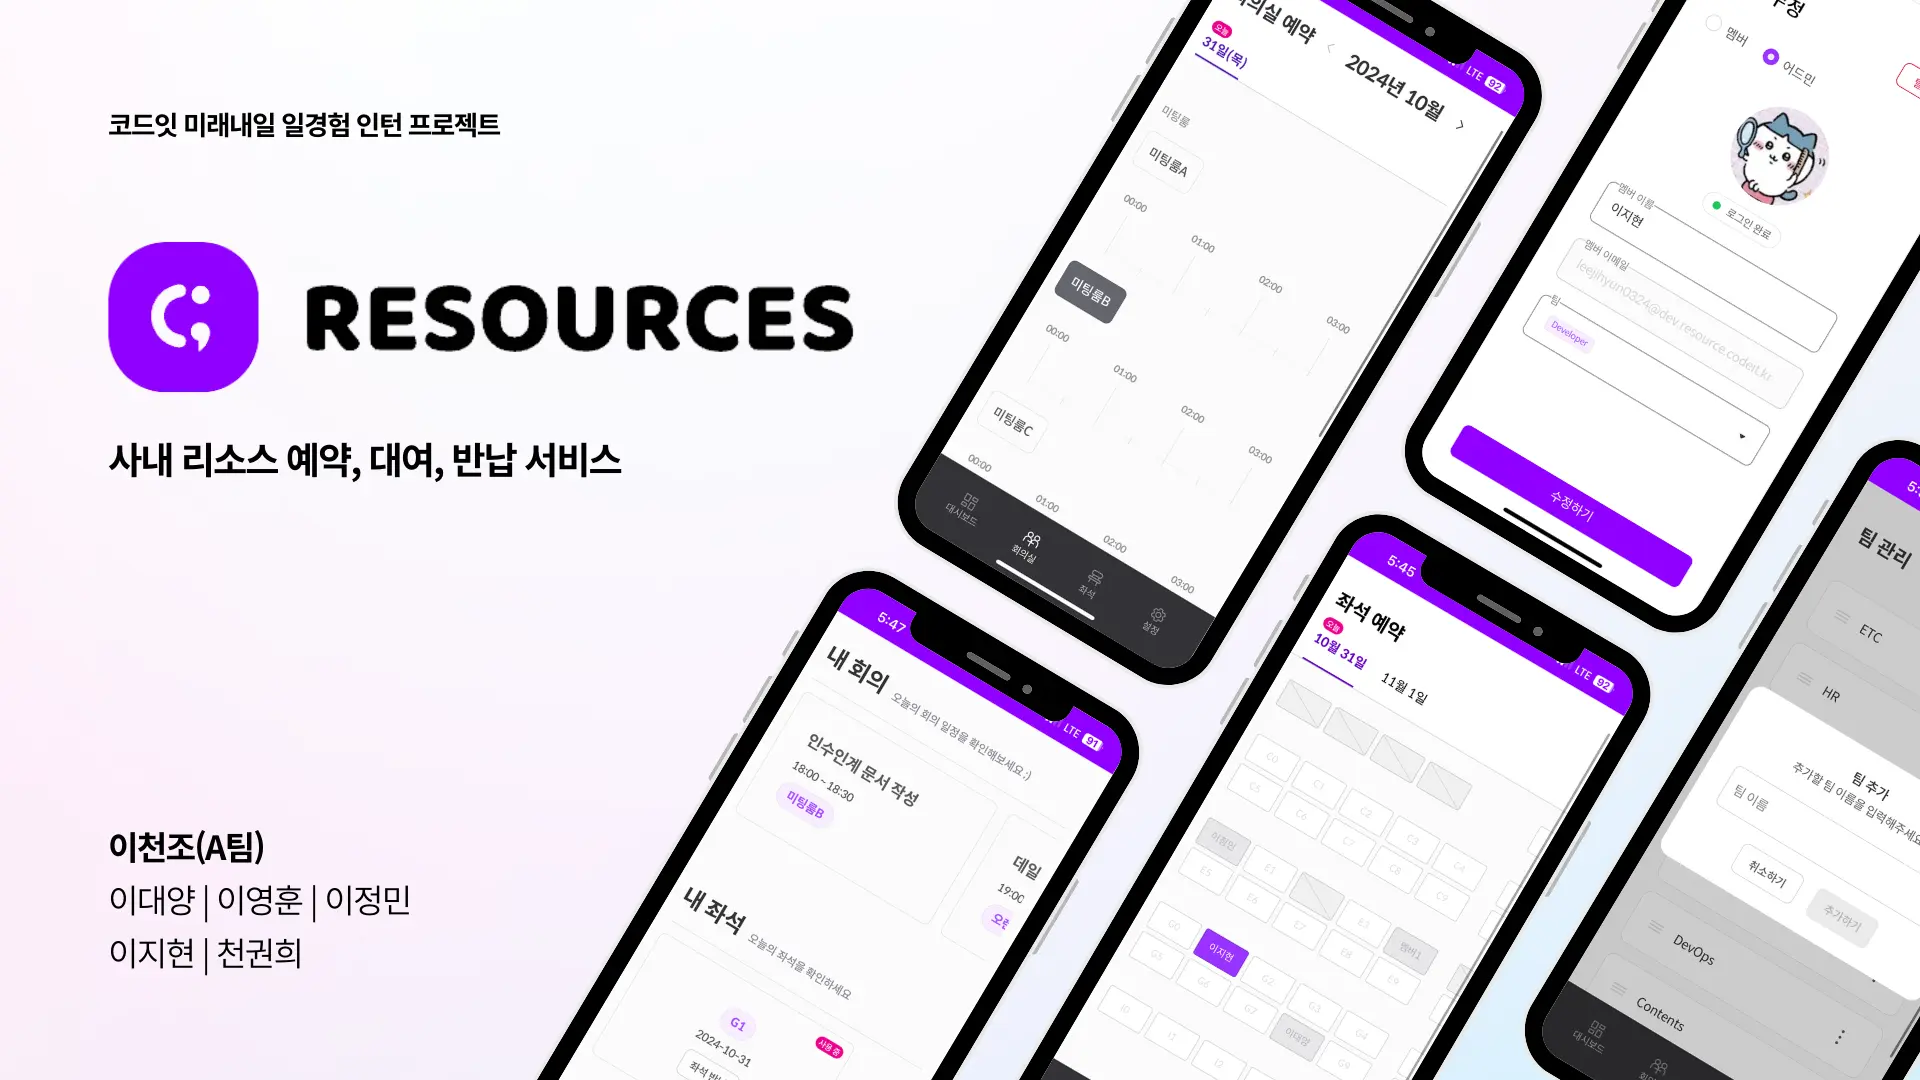 코드잇 미래내일 일경험 인턴 프로젝트
RESOURCES
사내 리소스 예약, 대여, 반납 서비스
이천조(A팀)
이대양 | 이영훈 | 이정민
이지현 | 천권희
회의실 예약
오늘
31일(목)
2024년 10월
LTE 92
미팅룸
미팅룸A
00:00
01:00
02:00
03:00
미팅룸B
00:00
01:00
02:00
03:00
미팅룸C
00:00
01:00
02:00
03:00
대시보드
회의실
좌석
설정
멤버
어드민
로그인 완료
멤버 이름
이지현
멤버 이메일
leejihyun0324@dev.resource.codeit.kr
팀
Developer
수정하기
5:47
LTE 91
내 회의
오늘의 회의 일정을 확인해보세요 ;)
인수인계 문서 작성
18:00 ~ 18:30
미팅룸B
데일
19:00
내 좌석
오늘의 좌석을 확인하세요
G1
사용 중
2024-10-31
5:45
LTE 92
좌석 예약
오늘
10월 31일
11월 1일
C0
C1
C2
C3
C4
C5
C6
C7
C8
C9
이정민
E1
E3
멤버1
E5
E6
E7
E8
E9
G0
이지현
G2
G3
G4
G5
G6
G7
이대양
G9
I0
I1
I2
팀 관리
ETC
HR
팀 추가
추가할 팀 이름을 입력해주세요
팀 이름
취소하기
추가하기
DevOps
Contents
대시보드